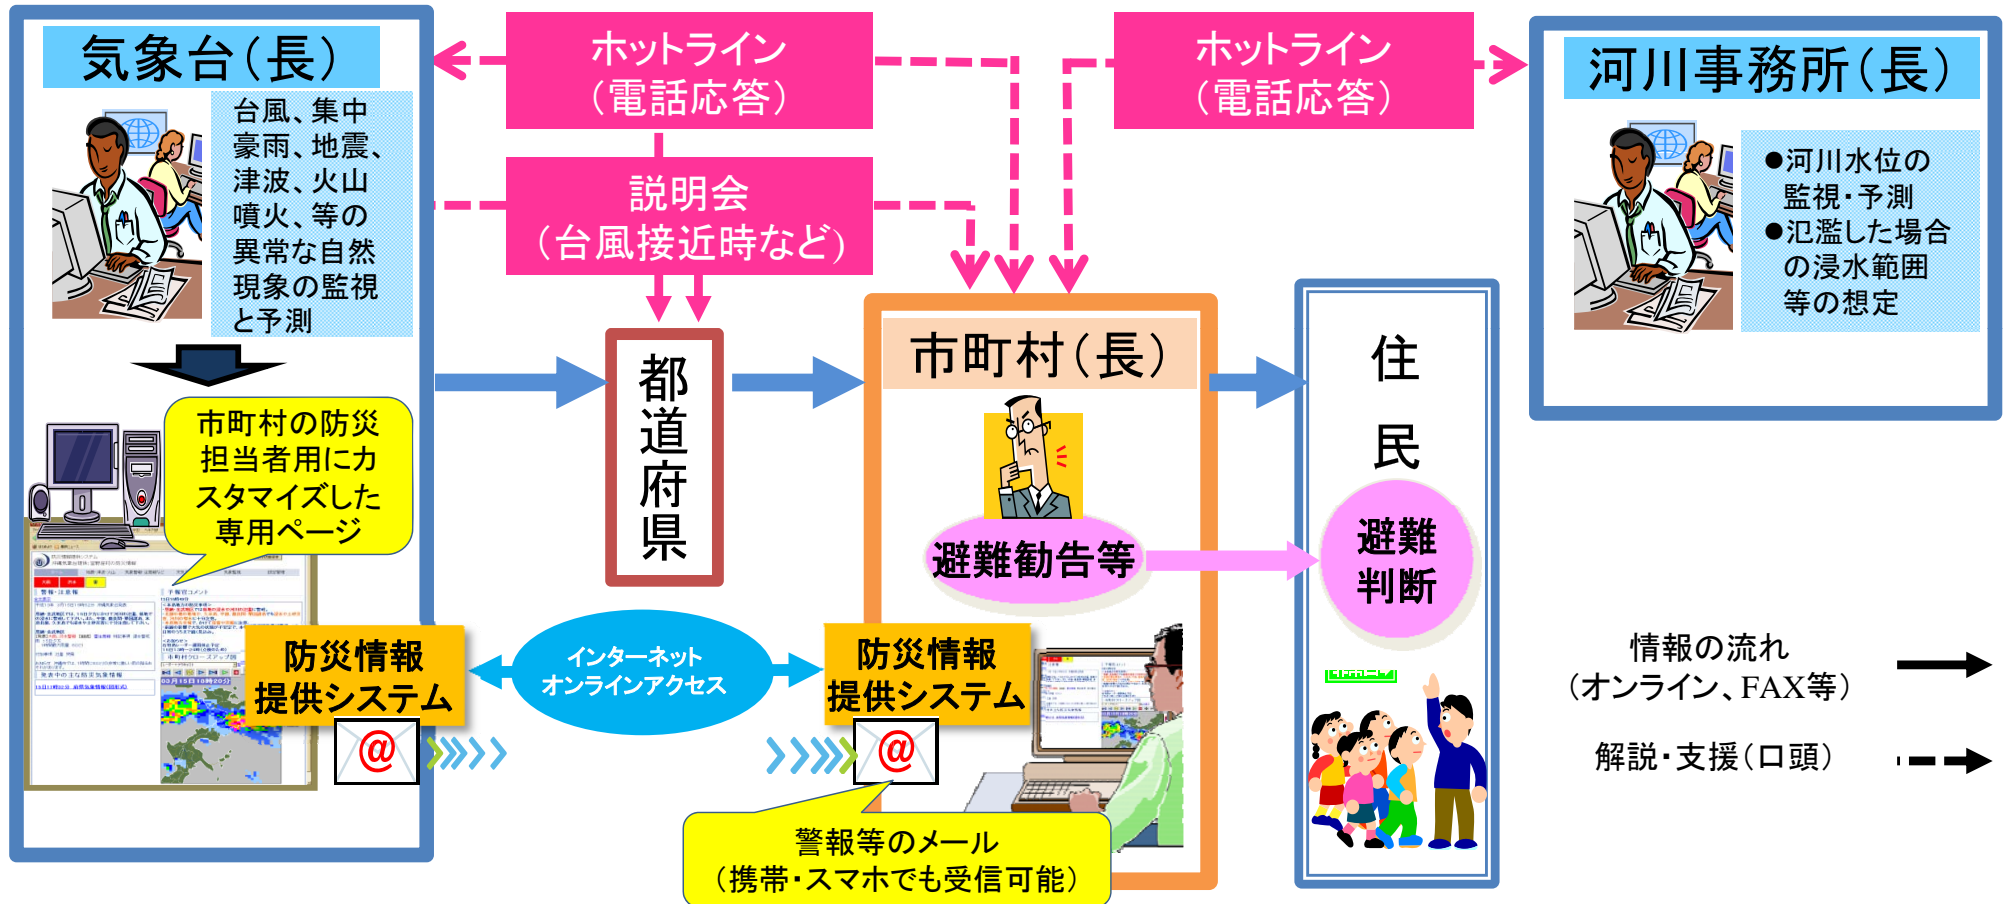 気象台(長)
台風、集中
豪雨、地震、
津波、火山
噴火、等の
異常な自然
現象の監視
と予測
市町村の防災
担当者用にカ
スタマイズした
専用ページ
防災情報
提供システム
@
ホットライン
(電話応答)
説明会
(台風接近時など)
都道府県
インターネット
オンラインアクセス
ホットライン
(電話応答)
市町村(長)
避難勧告等
防災情報
提供システム
@
警報等のメール
(携帯・スマホでも受信可能)
住民
避難
判断
河川事務所(長)
●河川水位の
監視・予測
●氾濫した場合
の浸水範囲
等の想定
情報の流れ
(オンライン、FAX等)
解説・支援(口頭)